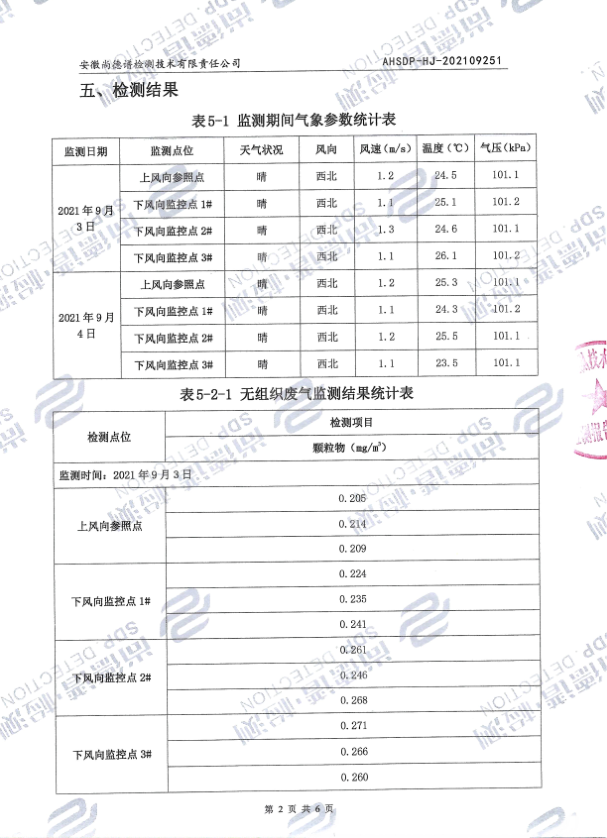 安徽尚德谱检测技术有限责任公司 AHSDP-HJ-202109251
五、检测结果
表5-1 监测期间气象参数统计表
监测日期 监测点位 天气状况 风向 风速(m/s) 温度(℃) 气压(kPa)
2021年9月3日 上风向参照点 晴 西北 1.2 24.5 101.1
下风向监控点1# 晴 西北 1.1 25.1 101.2
下风向监控点2# 晴 西北 1.3 24.6 101.1
下风向监控点3# 晴 西北 1.1 26.1 101.2
2021年9月4日 上风向参照点 晴 西北 1.2 25.3 101.1
下风向监控点1# 晴 西北 1.1 24.3 101.2
下风向监控点2# 晴 西北 1.2 25.5 101.1
下风向监控点3# 晴 西北 1.1 23.5 101.1
表5-2-1 无组织废气监测结果统计表
检测点位 检测项目
颗粒物(mg/m³)
监测时间：2021年9月3日
上风向参照点 0.205
0.214
0.209
下风向监控点1# 0.224
0.235
0.241
下风向监控点2# 0.261
0.246
0.268
下风向监控点3# 0.271
0.266
0.260
第 2 页 共 6 页